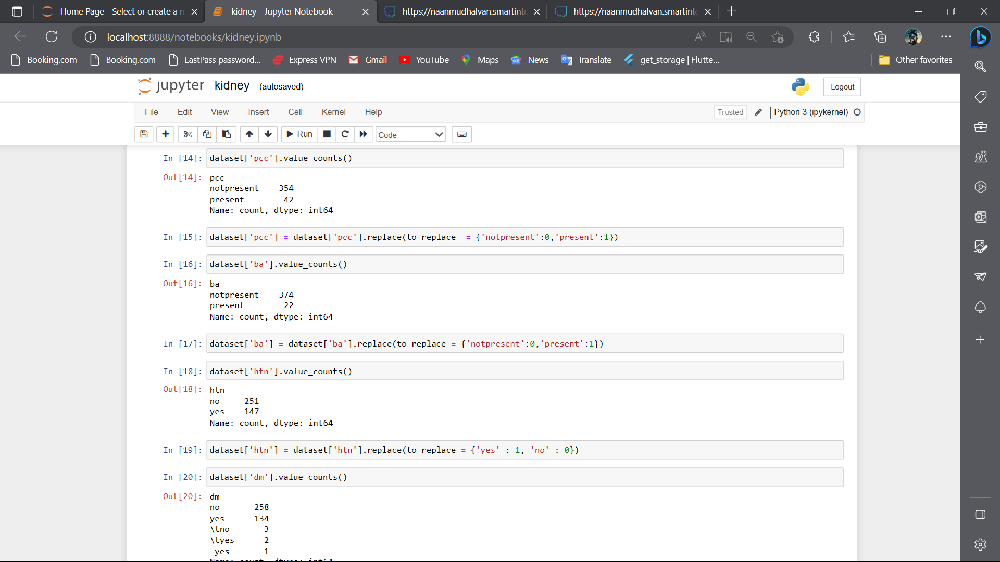 Home Page - Select or create a n
kidney - Jupyter Notebook
https://naanmudhalvan.smartinte
https://naanmudhalvan.smartinte
localhost:8888/notebooks/kidney.ipynb
Booking.com
Booking.com
LastPass password...
Express VPN
Gmail
YouTube
Maps
News
Translate
get_storage | Flutte...
Other favorites
jupyter kidney (autosaved)
Logout
File Edit View Insert Cell Kernel Help
Trusted
Python 3 (ipykernel)
Run
Code
In [14]: dataset['pcc'].value_counts()
Out[14]: pcc
notpresent    354
present        42
Name: count, dtype: int64
In [15]: dataset['pcc'] = dataset['pcc'].replace(to_replace  = {'notpresent':0,'present':1})
In [16]: dataset['ba'].value_counts()
Out[16]: ba
notpresent    374
present        22
Name: count, dtype: int64
In [17]: dataset['ba'] = dataset['ba'].replace(to_replace = {'notpresent':0,'present':1})
In [18]: dataset['htn'].value_counts()
Out[18]: htn
no     251
yes    147
Name: count, dtype: int64
In [19]: dataset['htn'] = dataset['htn'].replace(to_replace = {'yes' : 1, 'no' : 0})
In [20]: dataset['dm'].value_counts()
Out[20]: dm
no       258
yes      134
\tno       3
\tyes      2
 yes       1